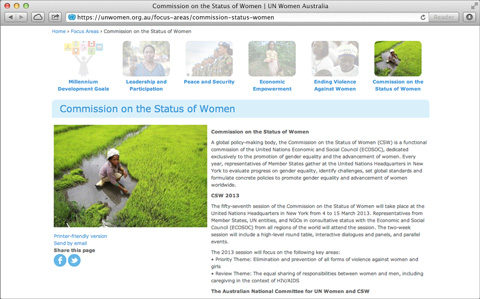 Commission on the Status of Women | UN Women Australia
https://unwomen.org.au/focus-areas/commission-status-women
Reader
Home › Focus Areas › Commission on the Status of Women
Millennium
Development Goals
Leadership and
Participation
Peace and Security
Economic
Empowerment
Ending Violence
Against Women
Commission on the
Status of Women
Commission on the Status of Women
Commission on the Status of Women
A global policy-making body, the Commission on the Status of Women (CSW) is a functional
commission of the United Nations Economic and Social Council (ECOSOC), dedicated
exclusively to the promotion of gender equality and the advancement of women. Every
year, representatives of Member States gather at the United Nations Headquarters in New
York to evaluate progress on gender equality, identify challenges, set global standards and
formulate concrete policies to promote gender equality and advancement of women
worldwide.
CSW 2013
The fifty-seventh session of the Commission on the Status of Women will take place at the
United Nations Headquarters in New York from 4 to 15 March 2013. Representatives from
Member States, UN entities, and NGOs in consultative status with the Economic and Social
Council (ECOSOC) from all regions of the world will attend the session. The two-week
session will include a high-level round table, interactive dialogues and panels, and parallel
events.
The 2013 session will focus on the following key areas:
• Priority Theme: Elimination and prevention of all forms of violence against women and
girls
• Review Theme: The equal sharing of responsibilities between women and men, including
caregiving in the context of HIV/AIDS
The Australian National Committee for UN Women and CSW
Printer-friendly version
Send by email
Share this page